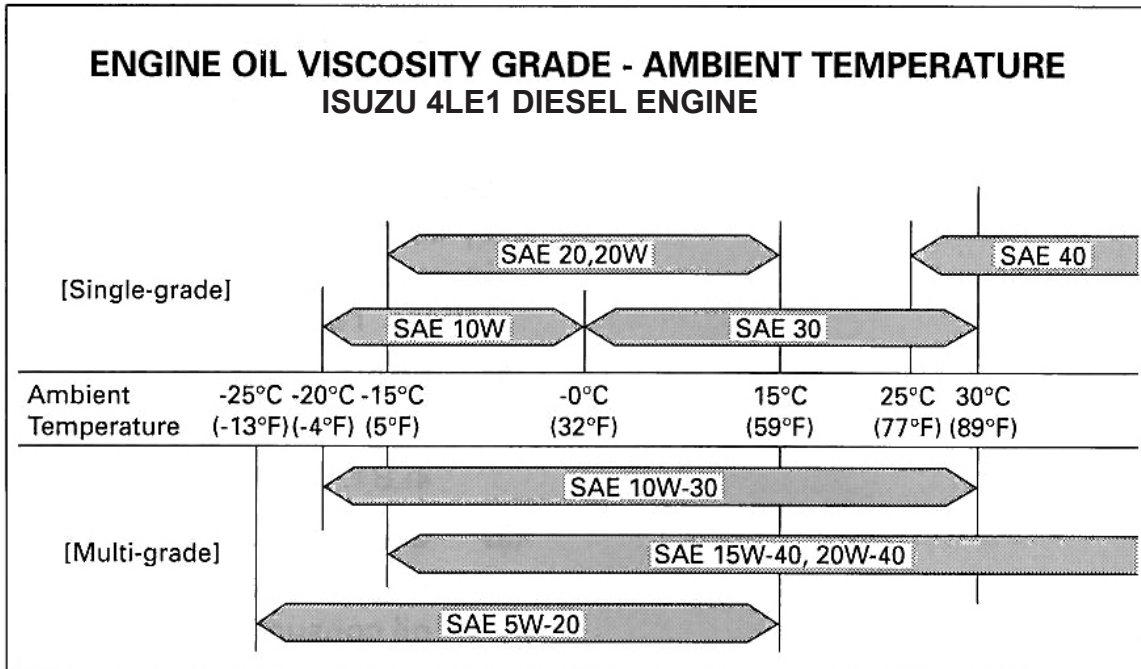 ENGINE OIL VISCOSITY GRADE - AMBIENT TEMPERATURE
ISUZU 4LE1 DIESEL ENGINE
SAE 20,20W
SAE 40
[Single-grade]
SAE 10W
SAE 30
Ambient -25°C -20°C -15°C -0°C 15°C 25°C 30°C
Temperature (-13°F) (-4°F) (5°F) (32°F) (59°F) (77°F) (89°F)
SAE 10W-30
[Multi-grade]
SAE 15W-40, 20W-40
SAE 5W-20